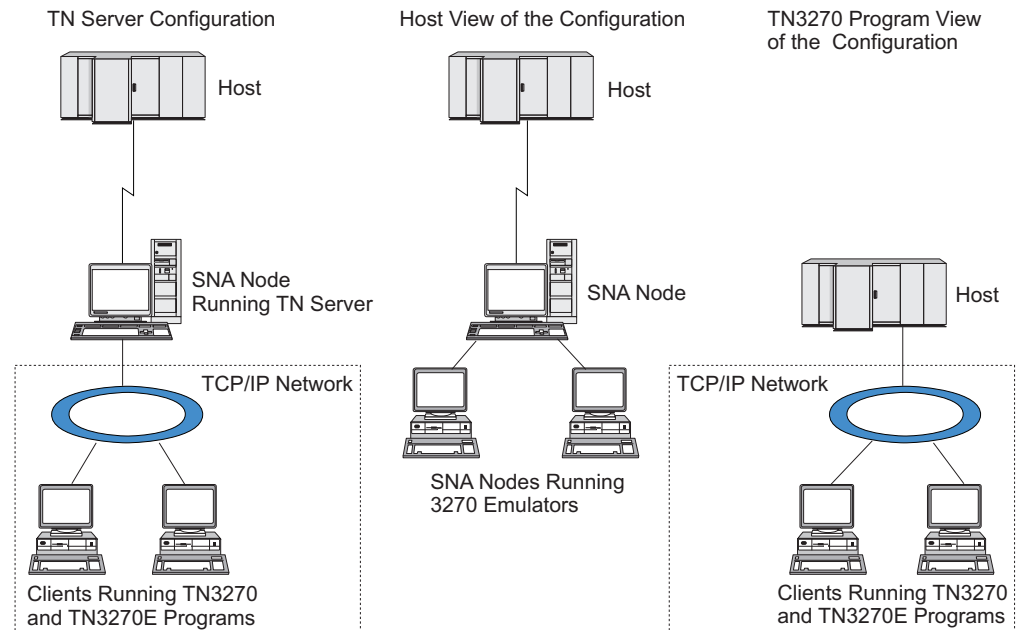 TN Server Configuration
Host
SNA Node
Running TN Server
TCP/IP Network
Clients Running TN3270
and TN3270E Programs
Host View of the Configuration
Host
SNA Node
SNA Nodes Running
3270 Emulators
TN3270 Program View
of the Configuration
Host
TCP/IP Network
Clients Running TN3270
and TN3270E Programs